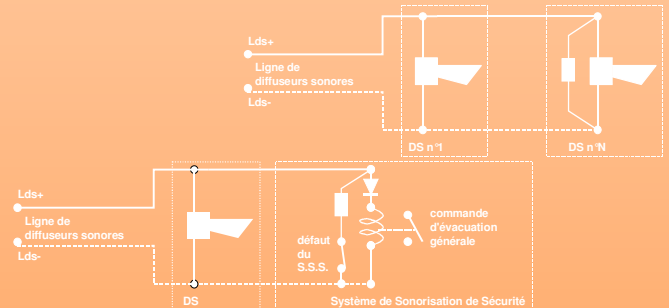 Lds+
Ligne de
diffuseurs sonores
Lds-
DS n°1
DS n°N
Lds+
Ligne de
diffuseurs sonores
Lds-
DS
défaut
du
S.S.S.
commande
d'évacuation
générale
Système de Sonorisation de Sécurité